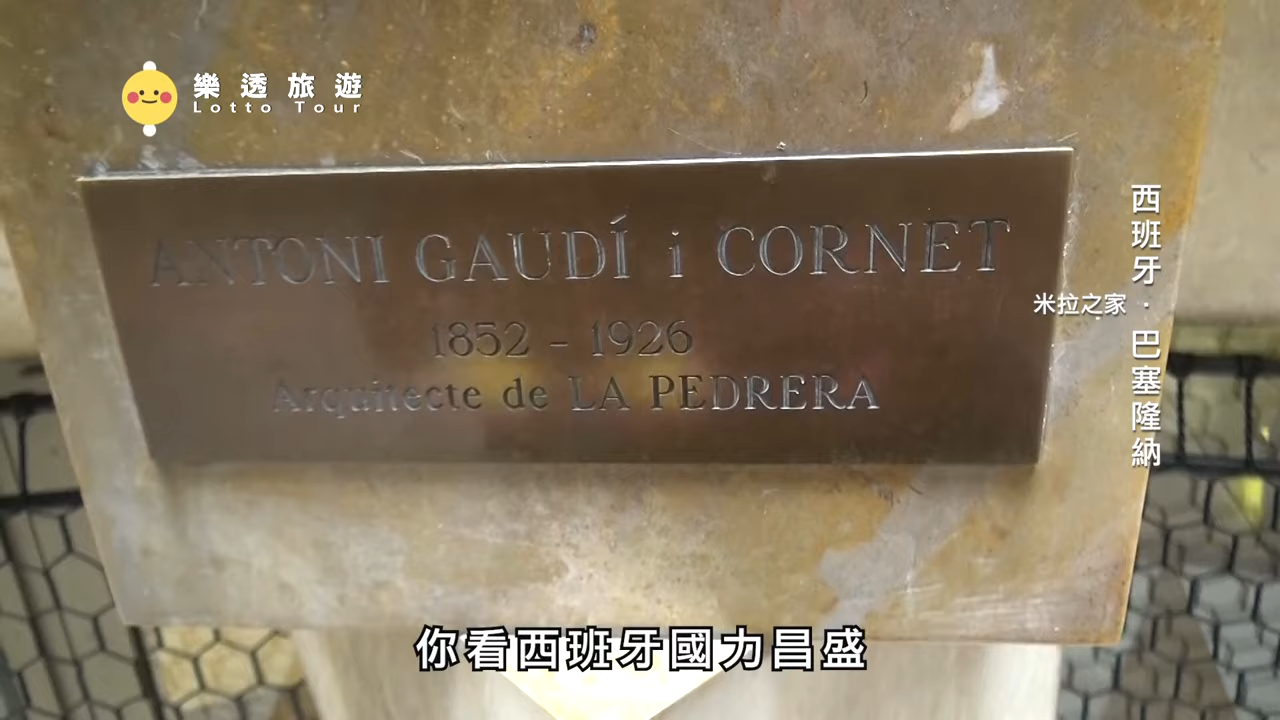 樂透旅遊
Lotto Tour
ANTONI GAUDÍ i CORNET
1852 - 1926
Arquitecte de LA PEDRERA
西班牙·巴塞隆納
米拉之家
你看西班牙國力昌盛